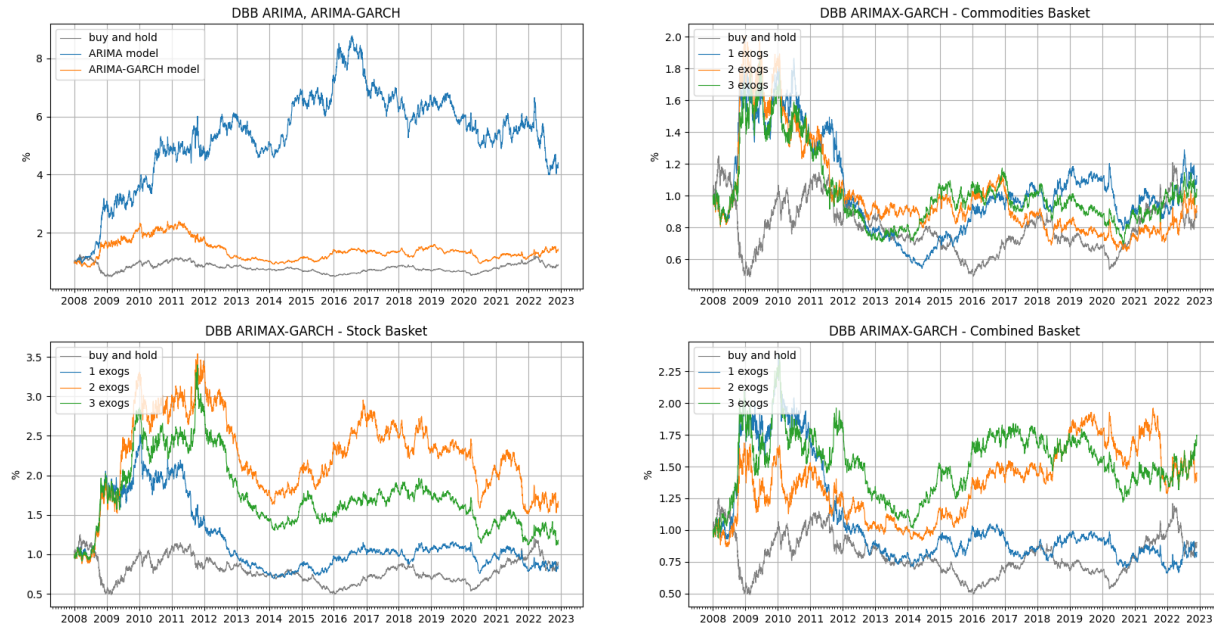 DBB ARIMA, ARIMA-GARCH
buy and hold
ARIMA model
ARIMA-GARCH model
%
8
6
4
2
2008 2009 2010 2011 2012 2013 2014 2015 2016 2017 2018 2019 2020 2021 2022 2023
DBB ARIMAX-GARCH - Commodities Basket
buy and hold
1 exogs
2 exogs
3 exogs
%
2.0
1.8
1.6
1.4
1.2
1.0
0.8
0.6
2008 2009 2010 2011 2012 2013 2014 2015 2016 2017 2018 2019 2020 2021 2022 2023
DBB ARIMAX-GARCH - Stock Basket
buy and hold
1 exogs
2 exogs
3 exogs
%
3.5
3.0
2.5
2.0
1.5
1.0
0.5
2008 2009 2010 2011 2012 2013 2014 2015 2016 2017 2018 2019 2020 2021 2022 2023
DBB ARIMAX-GARCH - Combined Basket
buy and hold
1 exogs
2 exogs
3 exogs
%
2.25
2.00
1.75
1.50
1.25
1.00
0.75
0.50
2008 2009 2010 2011 2012 2013 2014 2015 2016 2017 2018 2019 2020 2021 2022 2023